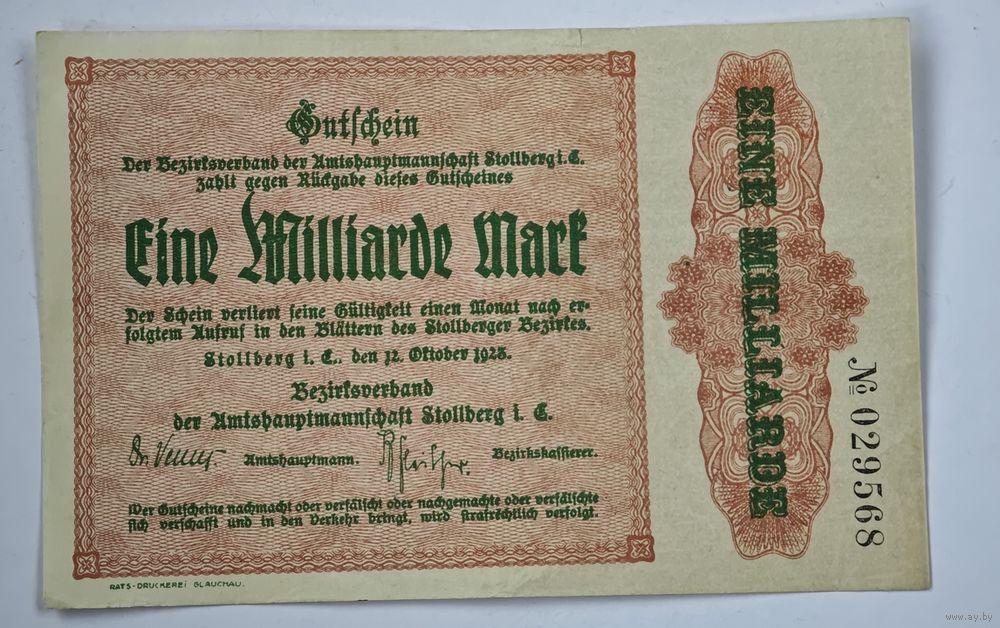 Gutschein
Der Bezirksverband der Amtshauptmannschaft Stollberg i. E.
zahlt gegen Rückgabe dieses Gutscheines
Eine Milliarde Mark
Der Schein verliert seine Gültigkeit einen Monat nach er-
folgtem Aufruf in den Blättern des Stollberger Bezirkes.
Stollberg i. E., den 12. Oktober 1923.
Bezirksverband
der Amtshauptmannschaft Stollberg i. E.
Amtshauptmann. Bezirkskassierer.
Wer Gutscheine nachmacht oder verfälscht oder nachgemachte oder verfälschte
sich verschafft und in den Verkehr bringt, wird strafrechtlich verfolgt.
RATS-DRUCKEREI GLAUCHAU.
EINE MILLIARDE
№ 029568
www.ay.by